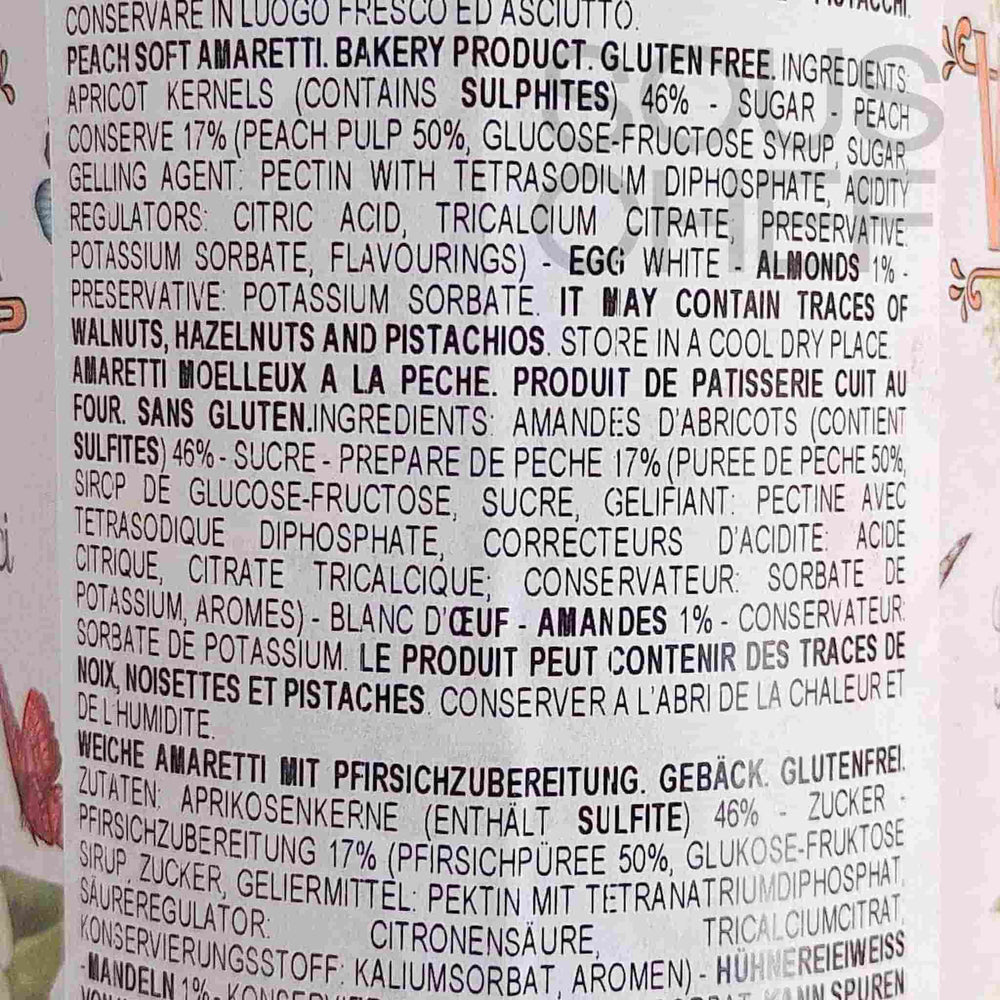 CONSERVARE IN LUOGO FRESCO ED ASCIUTTO.
PEACH SOFT AMARETTI. BAKERY PRODUCT. GLUTEN FREE. INGREDIENTS:
APRICOT KERNELS (CONTAINS SULPHITES) 46% - SUGAR - PEACH
CONSERVE 17% (PEACH PULP 50%, GLUCOSE-FRUCTOSE SYRUP, SUGAR
GELLING AGENT: PECTIN WITH TETRASODIUM DIPHOSPHATE, ACIDITY
REGULATORS: CITRIC ACID, TRICALCIUM CITRATE; PRESERVATIVE:
POTASSIUM SORBATE, FLAVOURINGS) - EGG WHITE - ALMONDS 1% -
PRESERVATIVE: POTASSIUM SORBATE. IT MAY CONTAIN TRACES OF
WALNUTS, HAZELNUTS AND PISTACHIOS. STORE IN A COOL DRY PLACE.
AMARETTI MOELLEUX A LA PECHE. PRODUIT DE PATISSERIE CUIT AU
FOUR. SANS GLUTEN.INGREDIENTS: AMANDES D'ABRICOTS (CONTIENT
SULFITES) 46% - SUCRE - PREPARE DE PECHE 17% (PUREE DE PECHE 50%,
SIROP DE GLUCOSE-FRUCTOSE, SUCRE, GELIFIANT: PECTINE AVEC
TETRASODIQUE DIPHOSPHATE, CORRECTEURS D'ACIDITE: ACIDE
CITRIQUE, CITRATE TRICALCIQUE; CONSERVATEUR: SORBATE DE
POTASSIUM, AROMES) - BLANC D'ŒUF - AMANDES 1% - CONSERVATEUR:
SORBATE DE POTASSIUM. LE PRODUIT PEUT CONTENIR DES TRACES DE
NOIX, NOISETTES ET PISTACHES. CONSERVER A L'ABRI DE LA CHALEUR ET
DE L'HUMIDITE.
WEICHE AMARETTI MIT PFIRSICHZUBEREITUNG. GEBÄCK. GLUTENFREI.
ZUTATEN: APRIKOSENKERNE (ENTHÄLT SULFITE) 46% - ZUCKER -
PFIRSICHZUBEREITUNG 17% (PFIRSICHPÜREE 50%, GLUKOSE-FRUKTOSE
SIRUP, ZUCKER, GELIERMITTEL: PEKTIN MIT TETRANATRIUMDIPHOSPHAT,
SÄUREREGULATOR: CITRONENSÄURE, TRICALCIUMCITRAT,
KONSERVIERUNGSSTOFF: KALIUMSORBAT, AROMEN) - HÜHNEREIEIWEISS
-MANDELN 1% - KANN SPUREN
SOUS
CHEF